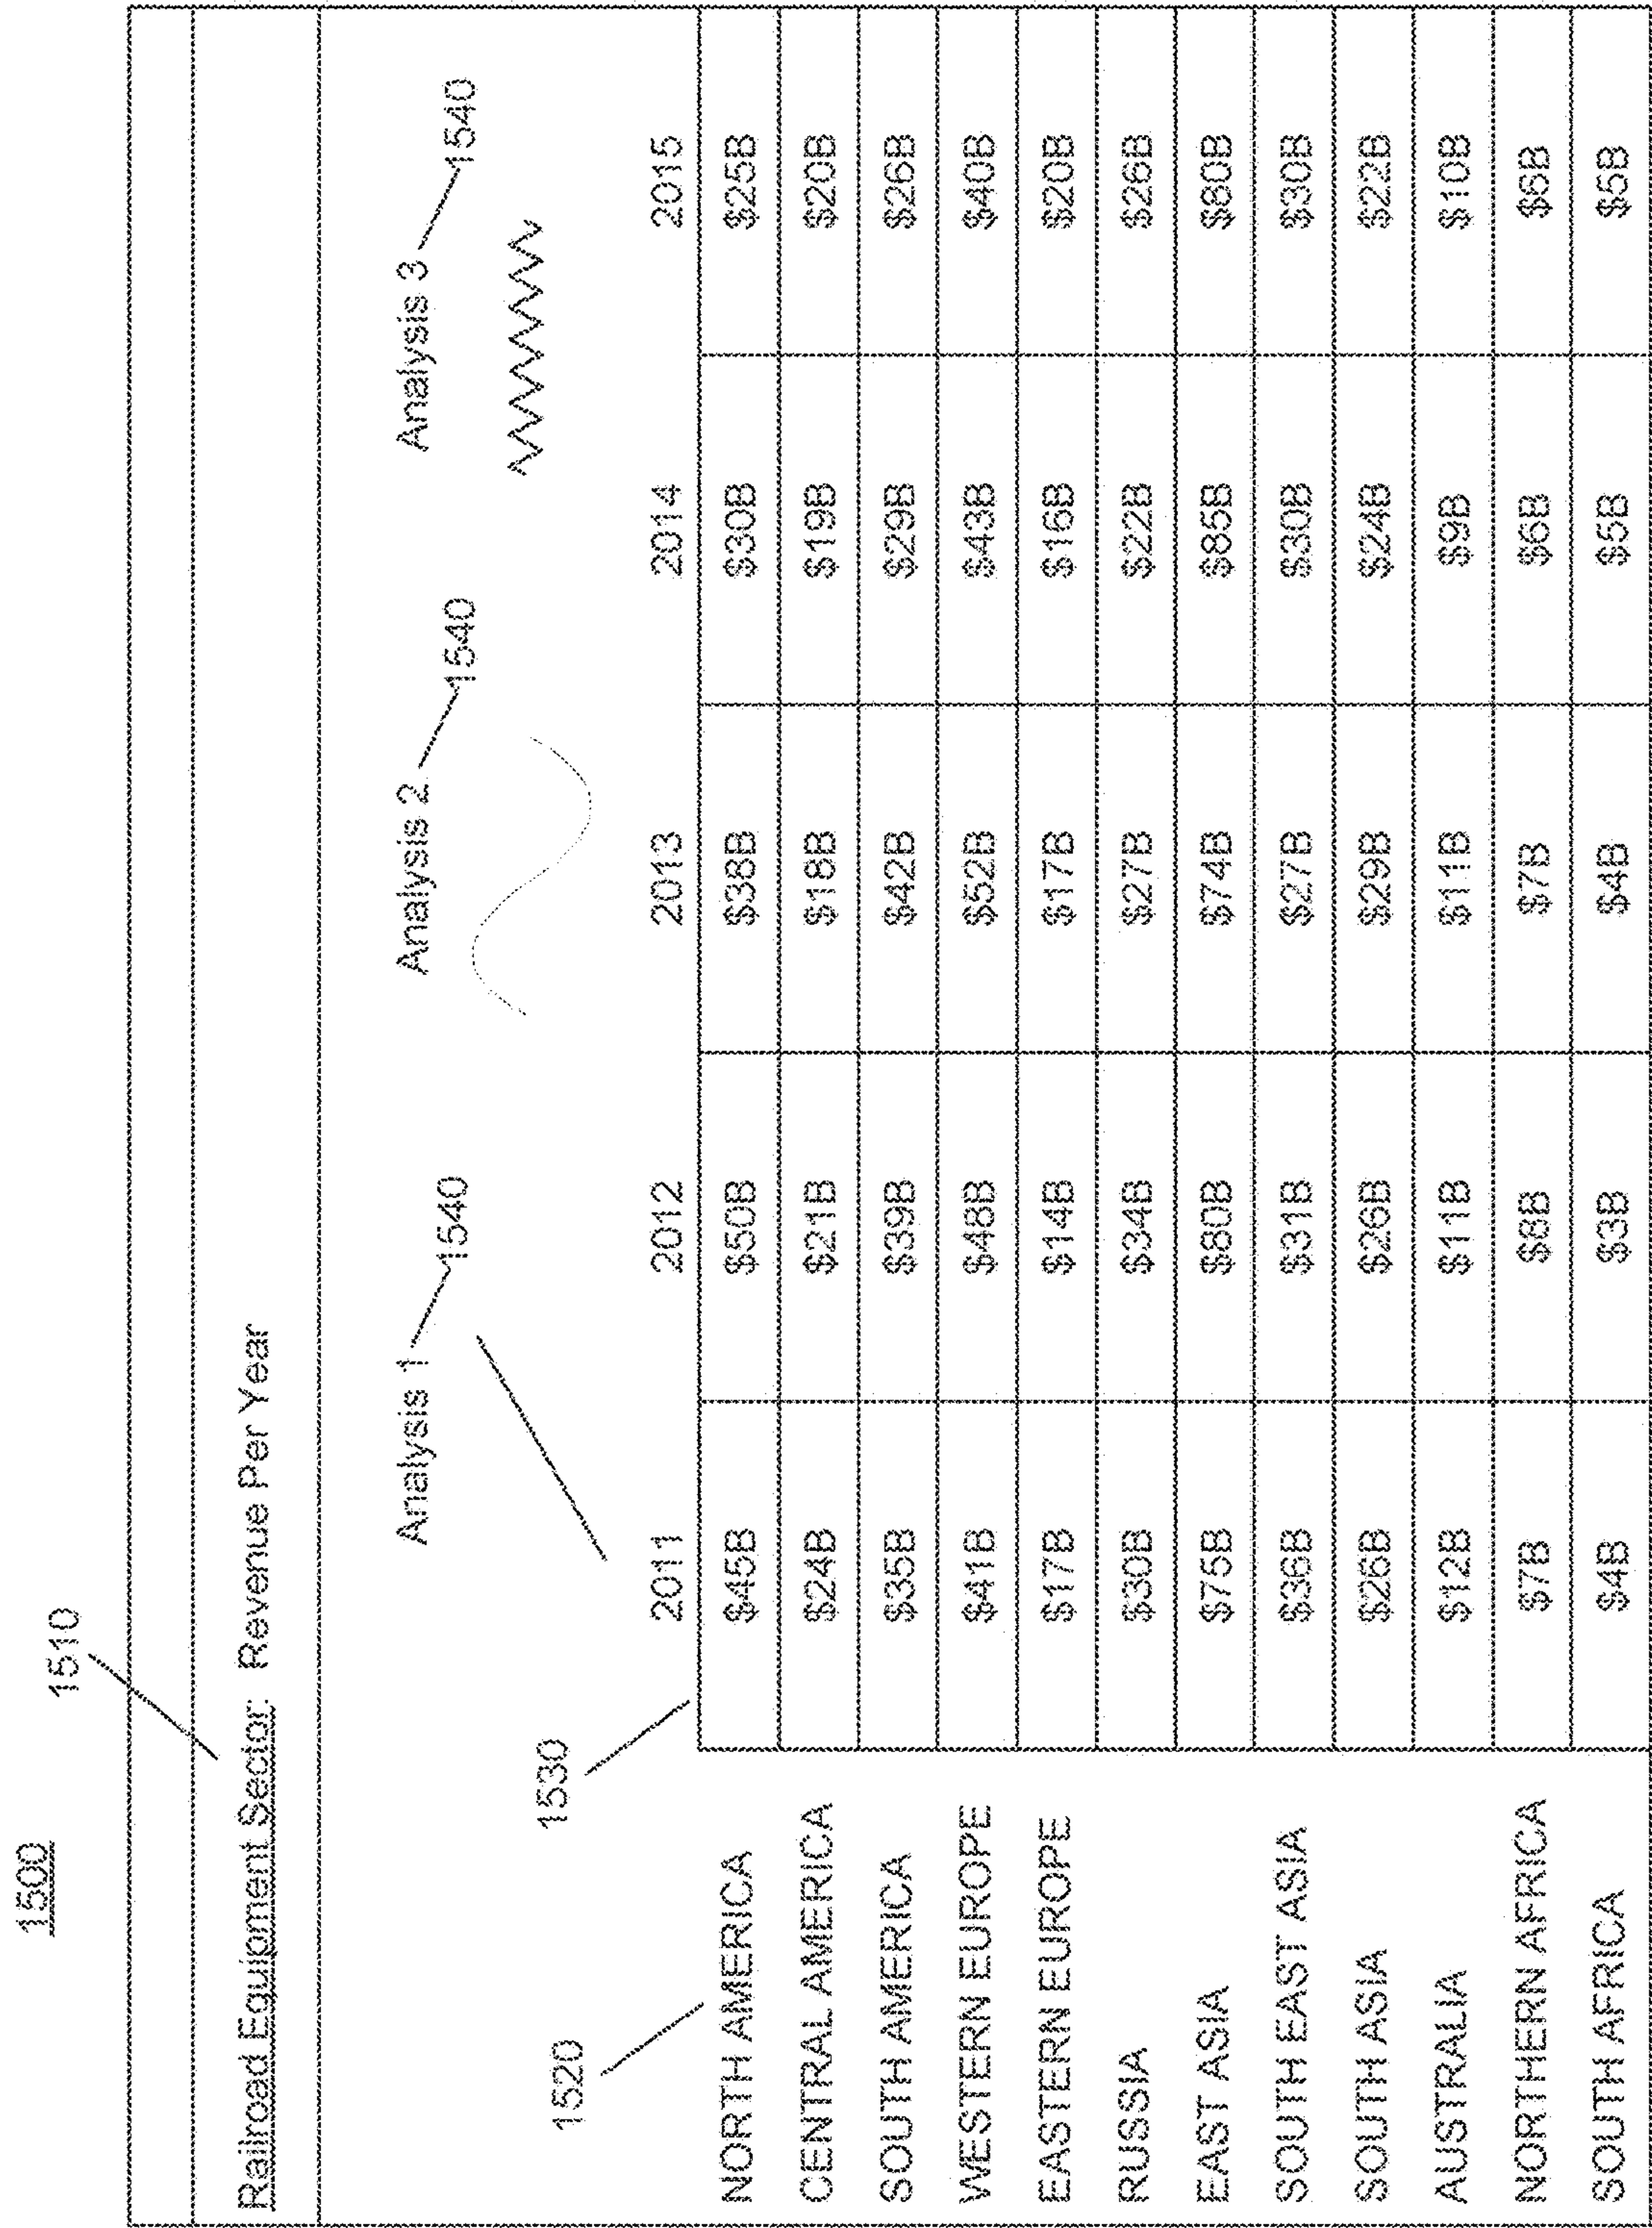 1500
1510
Railroad Equipment Sector: Revenue Per Year
Analysis 1 1540 Analysis 2 1540 Analysis 3 1540
1520 1530
2011 2012 2013 2014 2015
NORTH AMERICA $45B $50B $38B $30B $25B
CENTRAL AMERICA $24B $21B $18B $19B $20B
SOUTH AMERICA $35B $39B $42B $29B $26B
WESTERN EUROPE $41B $48B $52B $43B $40B
EASTERN EUROPE $17B $14B $17B $16B $20B
RUSSIA $30B $34B $27B $22B $26B
EAST ASIA $75B $80B $74B $85B $80B
SOUTH EAST ASIA $36B $31B $27B $30B $30B
SOUTH ASIA $26B $26B $29B $24B $22B
AUSTRALIA $12B $11B $11B $9B $10B
NORTHERN AFRICA $7B $8B $7B $6B $6B
SOUTH AFRICA $4B $3B $4B $5B $5B